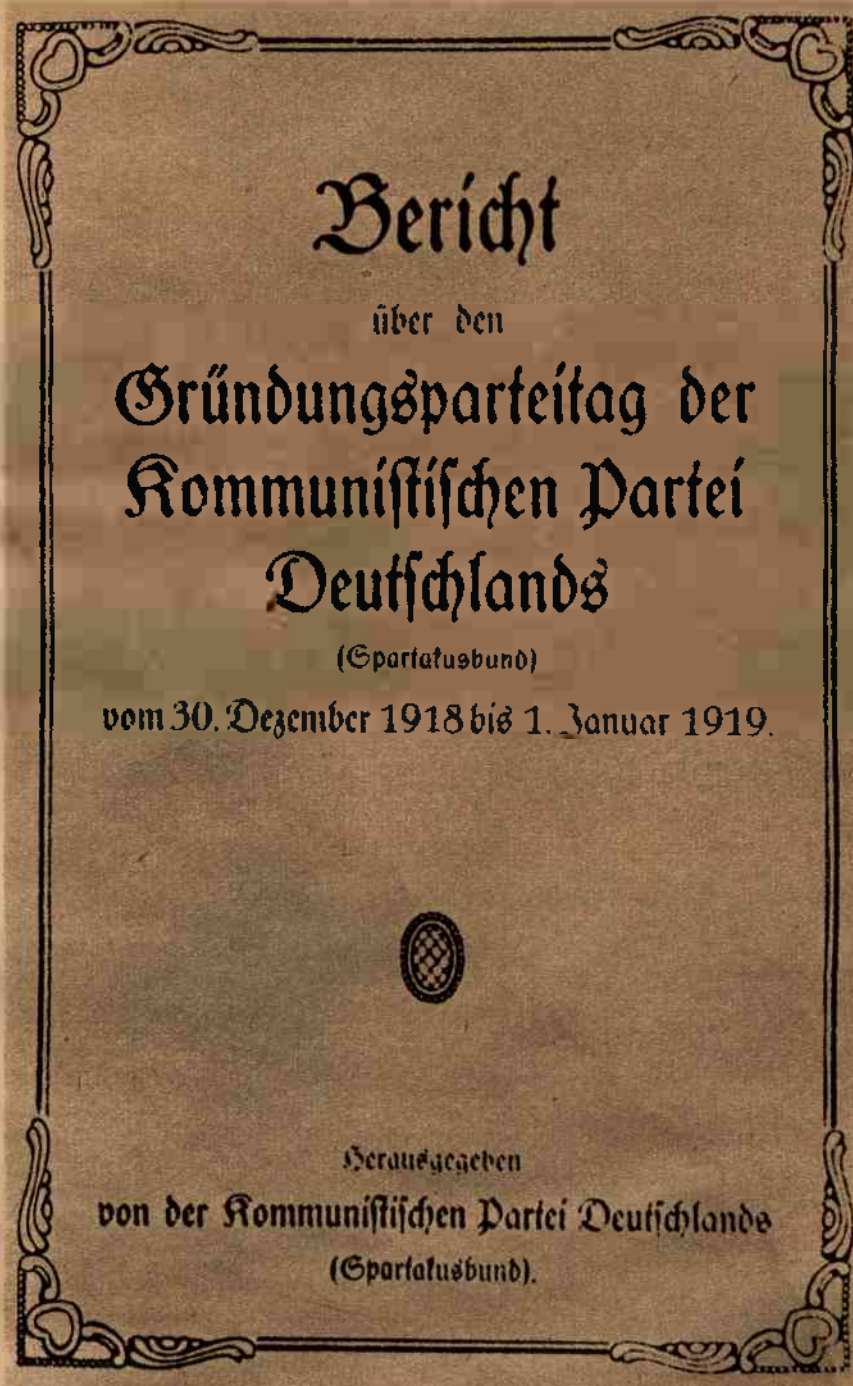 Bericht
über den
Gründungsparteitag der
Kommunistischen Partei
Deutschlands
(Spartakusbund)
vom 30. Dezember 1918 bis 1. Januar 1919.
Herausgegeben
von der Kommunistischen Partei Deutschlands
(Spartakusbund).